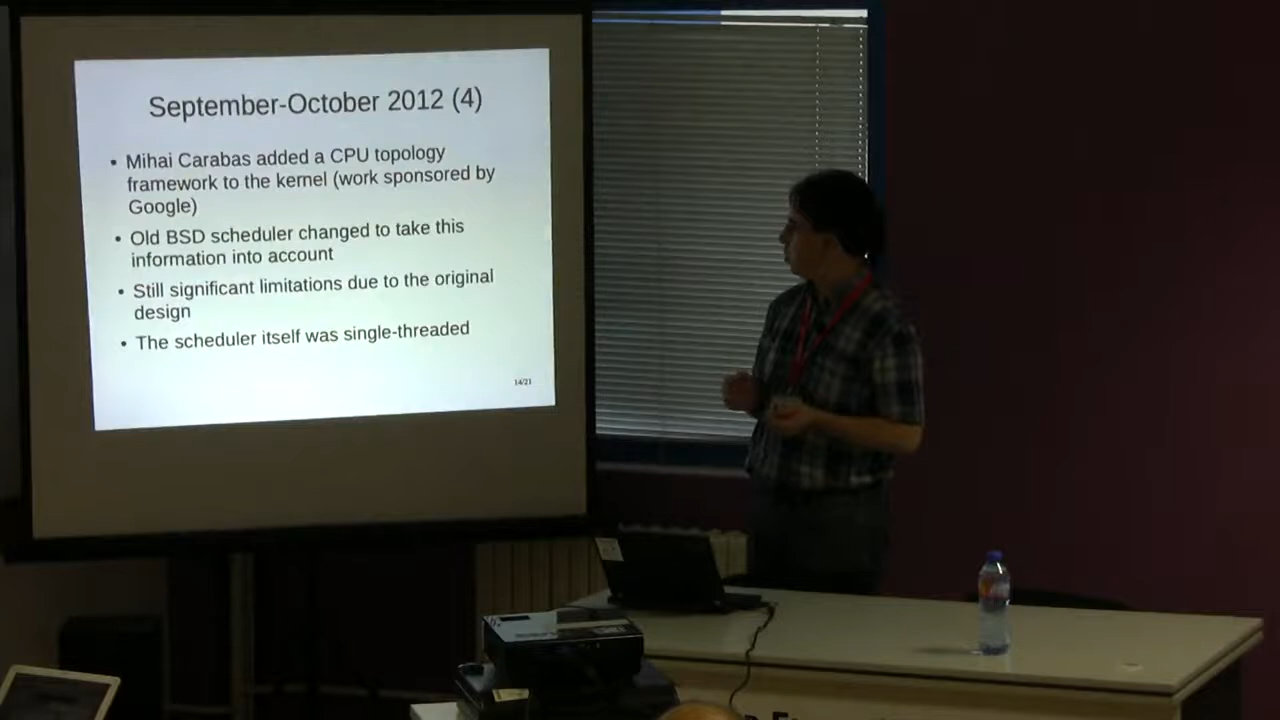 September-October 2012 (4)
• Mihai Carabas added a CPU topology
framework to the kernel (work sponsored by
Google)
• Old BSD scheduler changed to take this
information into account
• Still significant limitations due to the original
design
• The scheduler itself was single-threaded
14/21